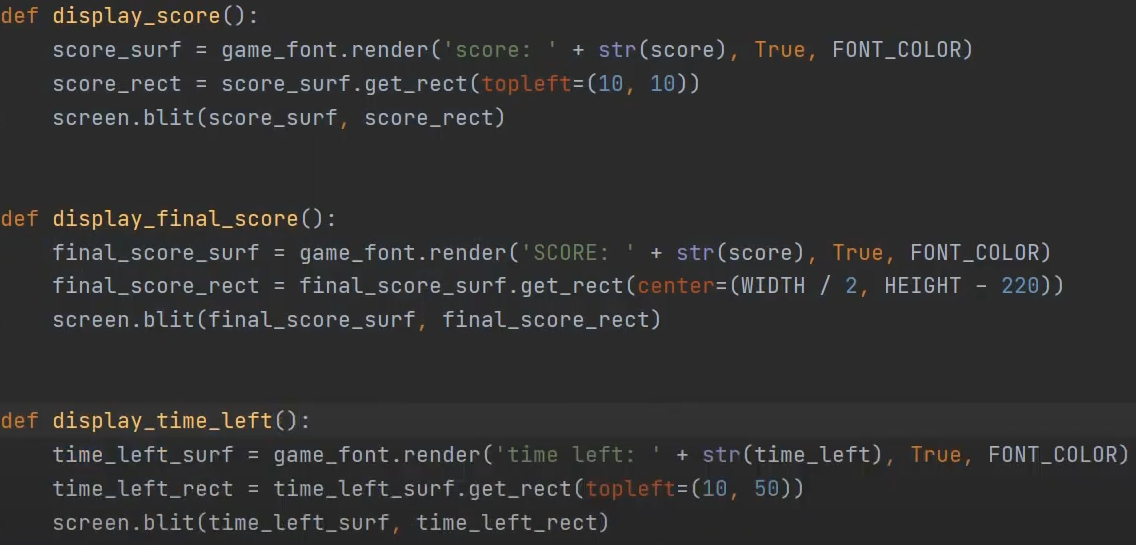 def display_score():
    score_surf = game_font.render('score: ' + str(score), True, FONT_COLOR)
    score_rect = score_surf.get_rect(topleft=(10, 10))
    screen.blit(score_surf, score_rect)
def display_final_score():
    final_score_surf = game_font.render('SCORE: ' + str(score), True, FONT_COLOR)
    final_score_rect = final_score_surf.get_rect(center=(WIDTH / 2, HEIGHT - 220))
    screen.blit(final_score_surf, final_score_rect)
def display_time_left():
    time_left_surf = game_font.render('time left: ' + str(time_left), True, FONT_COLOR)
    time_left_rect = time_left_surf.get_rect(topleft=(10, 50))
    screen.blit(time_left_surf, time_left_rect)